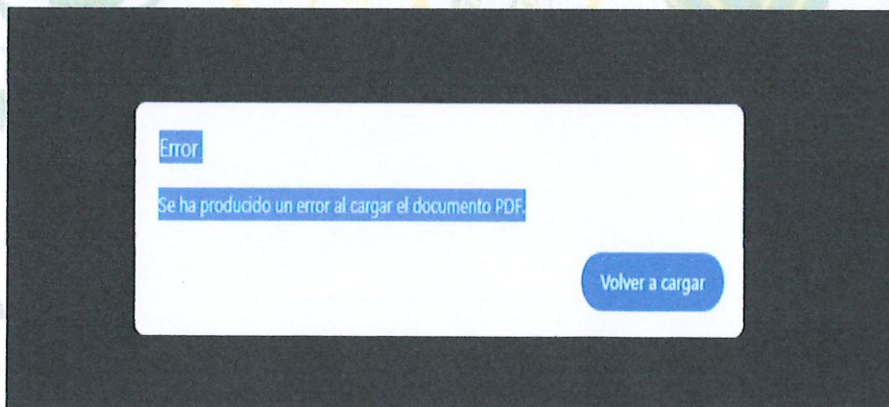 Error
Se ha producido un error al cargar el documento PDF.
Volver a cargar